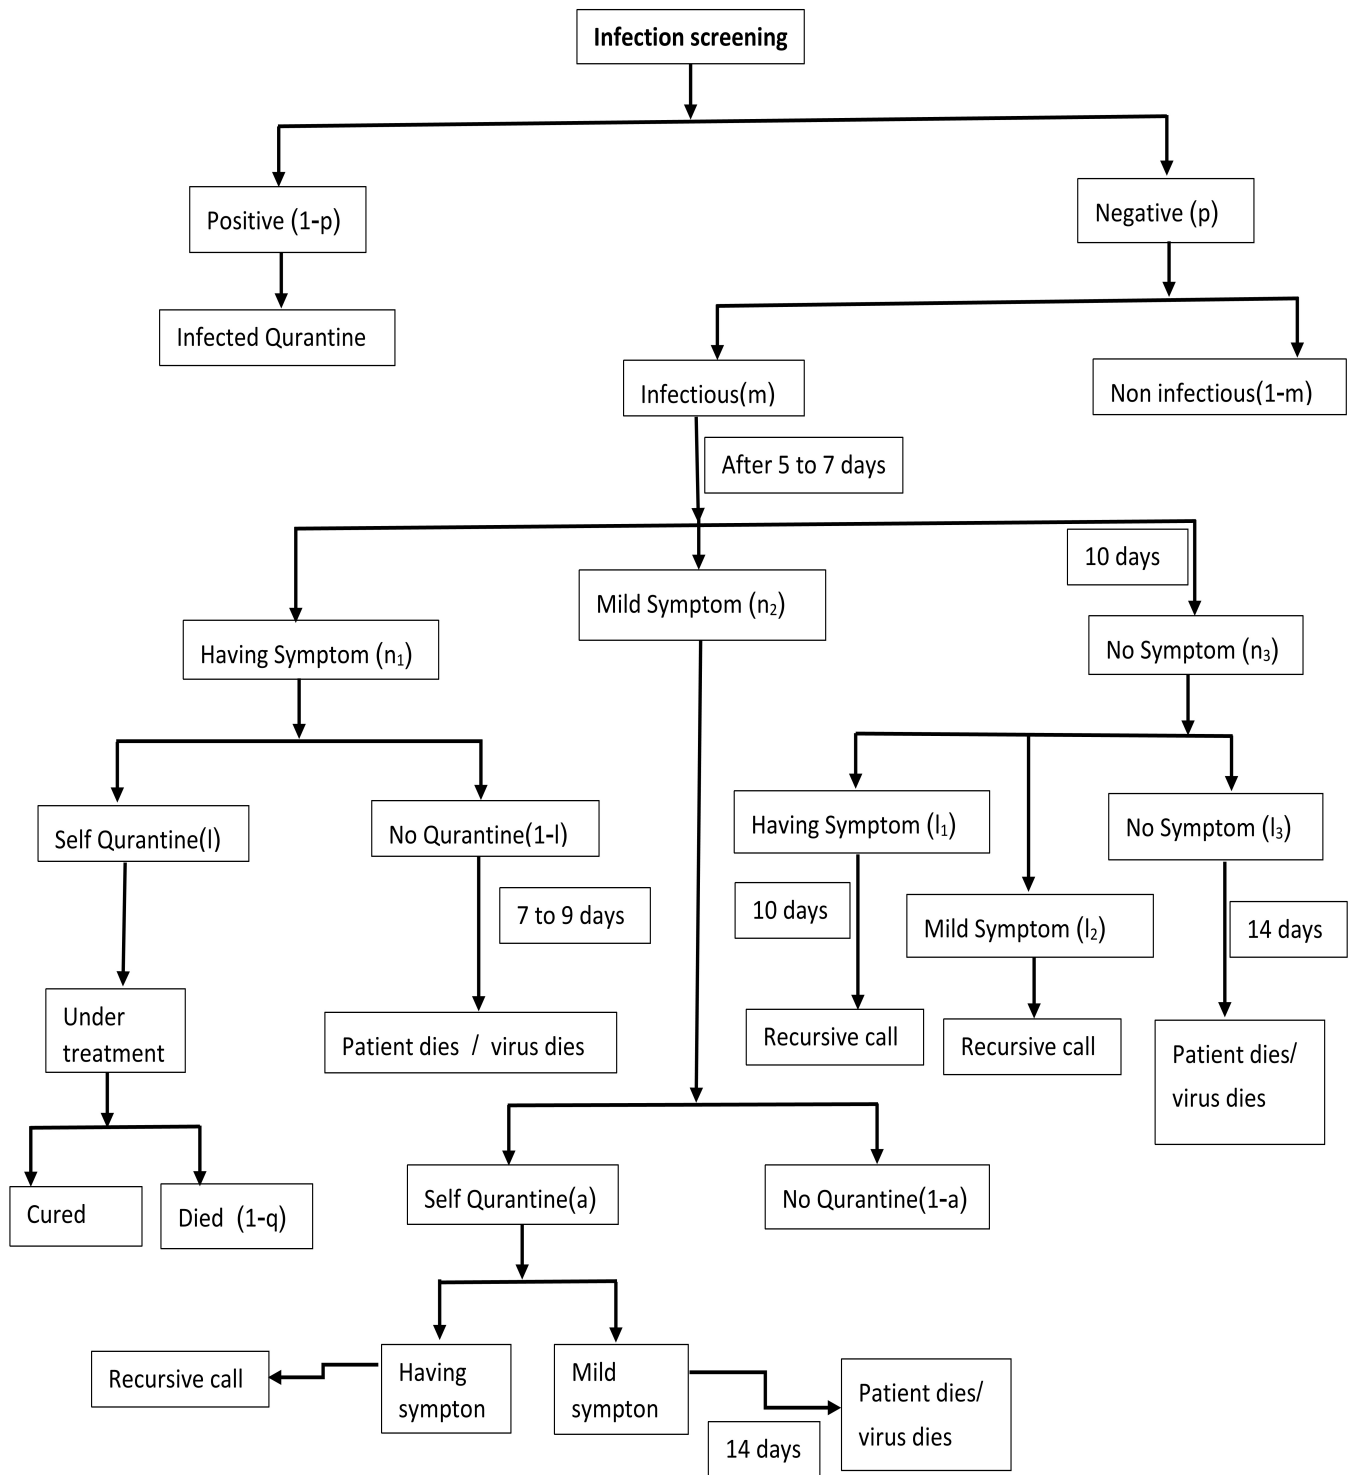 Infection screening
Positive (1-p)
Negative (p)
Infected Qurantine
Infectious(m)
Non infectious(1-m)
After 5 to 7 days
10 days
Mild Symptom (n₂)
Having Symptom (n₁)
No Symptom (n₃)
Self Qurantine(l)
No Qurantine(1-l)
Having Symptom (l₁)
No Symptom (l₃)
7 to 9 days
10 days
Mild Symptom (l₂)
14 days
Under
treatment
Patient dies / virus dies
Recursive call
Recursive call
Patient dies/
virus dies
Cured
Died (1-q)
Self Qurantine(a)
No Qurantine(1-a)
Recursive call
Having
sympton
Mild
sympton
14 days
Patient dies/
virus dies